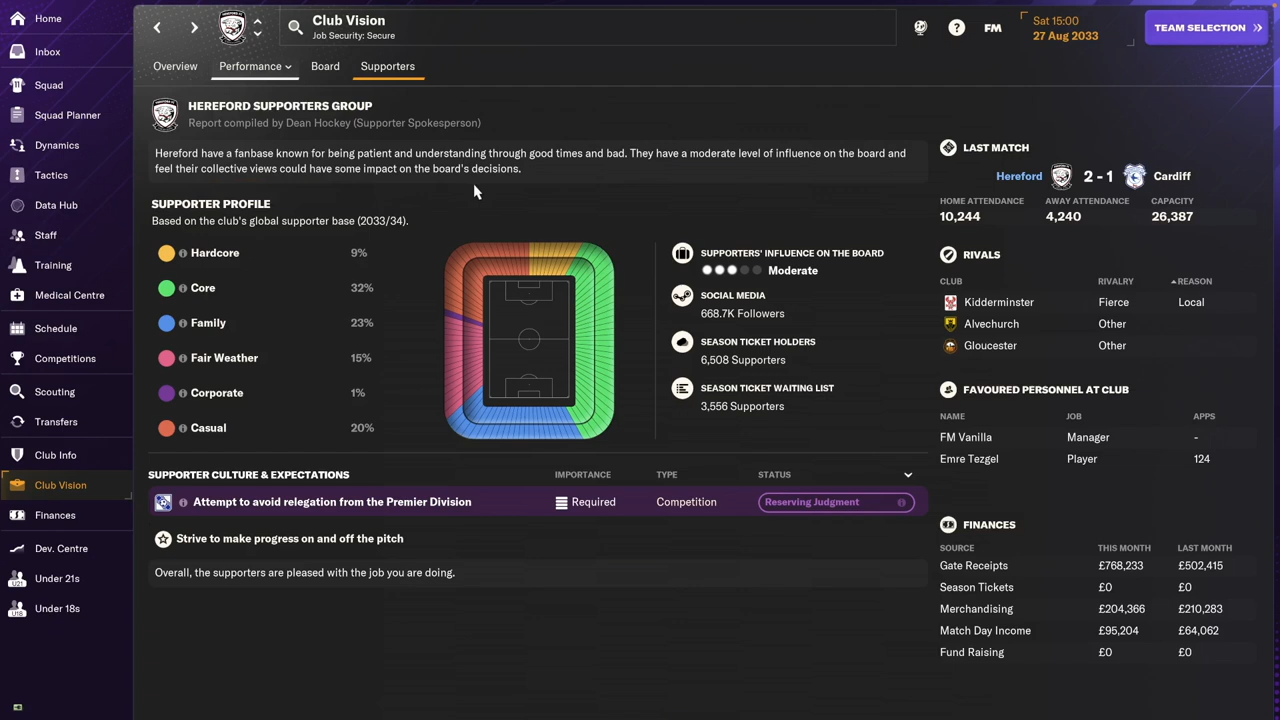 Home
Inbox
Squad
Squad Planner
Dynamics
Tactics
Data Hub
Staff
Training
Medical Centre
Schedule
Competitions
Scouting
Transfers
Club Info
Club Vision
Finances
Dev. Centre
Under 21s
Under 18s
Club Vision
Job Security: Secure
FM
Sat 15:00
27 Aug 2033
TEAM SELECTION
Overview Performance Board Supporters
HEREFORD SUPPORTERS GROUP
Report compiled by Dean Hockey (Supporter Spokesperson)
Hereford have a fanbase known for being patient and understanding through good times and bad. They have a moderate level of influence on the board and
feel their collective views could have some impact on the board's decisions.
SUPPORTER PROFILE
Based on the club's global supporter base (2033/34).
Hardcore 9%
Core 32%
Family 23%
Fair Weather 15%
Corporate 1%
Casual 20%
SUPPORTERS' INFLUENCE ON THE BOARD
Moderate
SOCIAL MEDIA
668.7K Followers
SEASON TICKET HOLDERS
6,508 Supporters
SEASON TICKET WAITING LIST
3,556 Supporters
SUPPORTER CULTURE & EXPECTATIONS IMPORTANCE TYPE STATUS
Attempt to avoid relegation from the Premier Division Required Competition Reserving Judgment
Strive to make progress on and off the pitch
Overall, the supporters are pleased with the job you are doing.
LAST MATCH
Hereford 2 - 1 Cardiff
HOME ATTENDANCE AWAY ATTENDANCE CAPACITY
10,244 4,240 26,387
RIVALS
CLUB RIVALRY REASON
Kidderminster Fierce Local
Alvechurch Other
Gloucester Other
FAVOURED PERSONNEL AT CLUB
NAME JOB APPS
FM Vanilla Manager -
Emre Tezgel Player 124
FINANCES
SOURCE THIS MONTH LAST MONTH
Gate Receipts £768,233 £502,415
Season Tickets £0 £0
Merchandising £204,366 £210,283
Match Day Income £95,204 £64,062
Fund Raising £0 £0